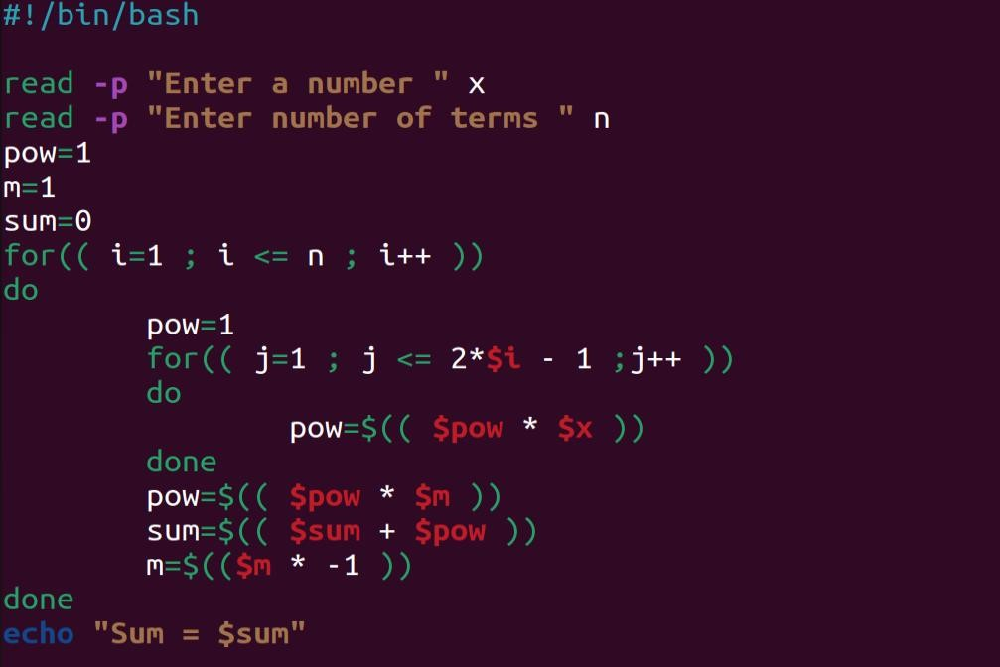 #!/bin/bash
read -p "Enter a number " x
read -p "Enter number of terms " n
pow=1
m=1
sum=0
for(( i=1 ; i <= n ; i++ ))
do
pow=1
for(( j=1 ; j <= 2*$i - 1 ;j++ ))
do
pow=$(( $pow * $x ))
done
pow=$(( $pow * $m ))
sum=$(( $sum + $pow ))
m=$(($m * -1 ))
done
echo "Sum = $sum"